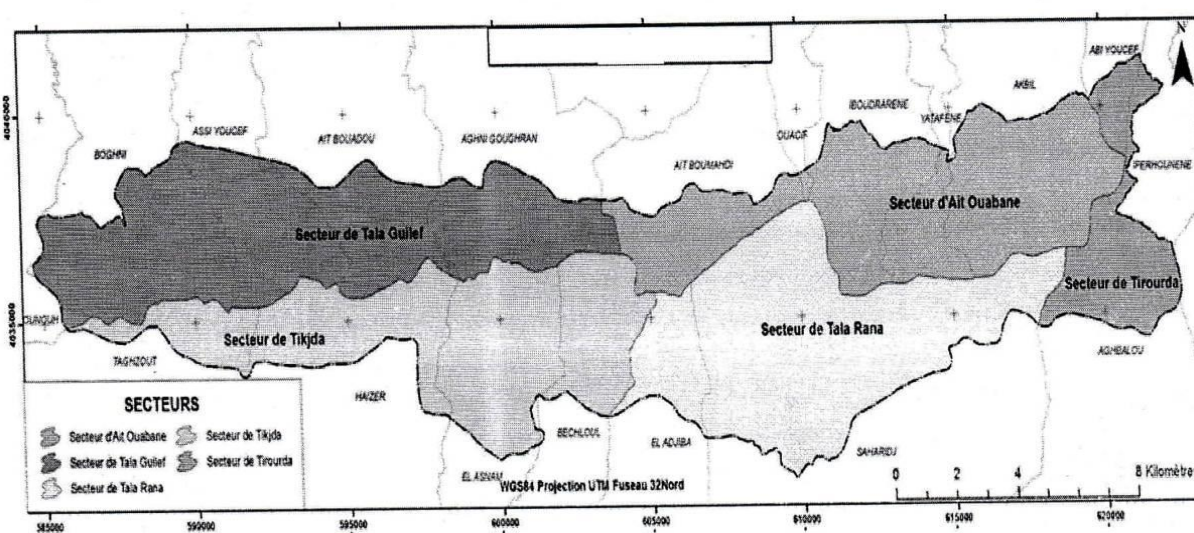 N
ABI YOUCEF
4040000
ASSI YOUCEF
AIT BOUADOU
AGHNI GOUGHRAN
IBOUDRARENE
AKBIL
YATAFENE
OUACIF
BOGHNI
AIT BOUMAHDI
IFERHOUNENE
Secteur d'Ait Ouabane
Secteur de Tala Guilef
Secteur de Tirourda
4035000
Secteur de Tikjda
Secteur de Tala Rana
TAGHZOUT
AGHBALOU
HAIZER
SECTEURS
Secteur d'Ait Ouabane
Secteur de Tikjda
Secteur de Tala Guilef
Secteur de Tirourda
Secteur de Tala Rana
BECHLOUL
EL ADJIBA
SAHARIDJ
EL ASNAM
WGS84 Projection UTM Fuseau 32Nord
0 2 4 8 Kilomètre
585000 590000 595000 600000 605000 610000 615000 620000